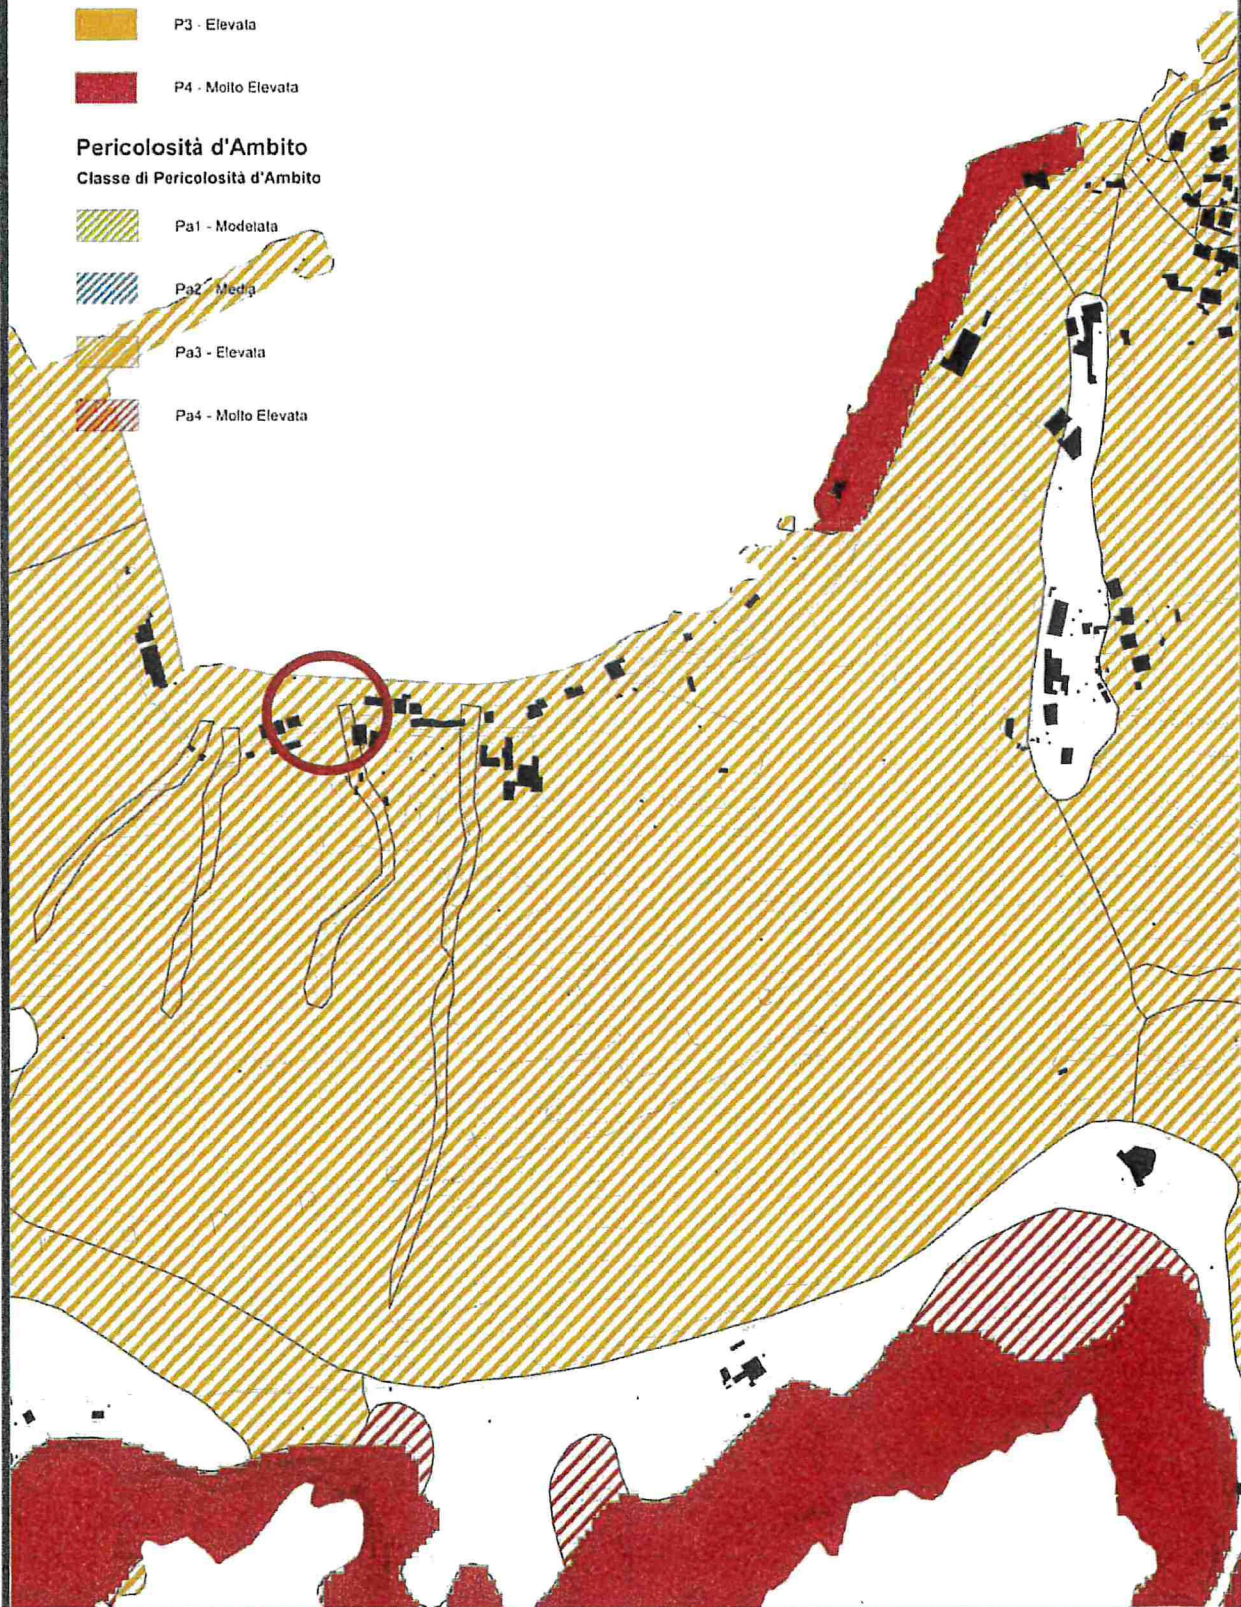 P3 - Elevata
P4 - Molto Elevata
Pericolosità d'Ambito
Classe di Pericolosità d'Ambito
Pa1 - Modelata
Pa2 - Media
Pa3 - Elevata
Pa4 - Molto Elevata